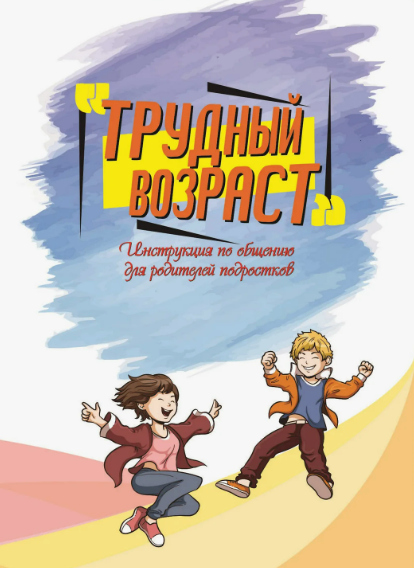 "ТРУДНЫЙ
ВОЗРАСТ"
Инструкция по общению
для родителей подростков